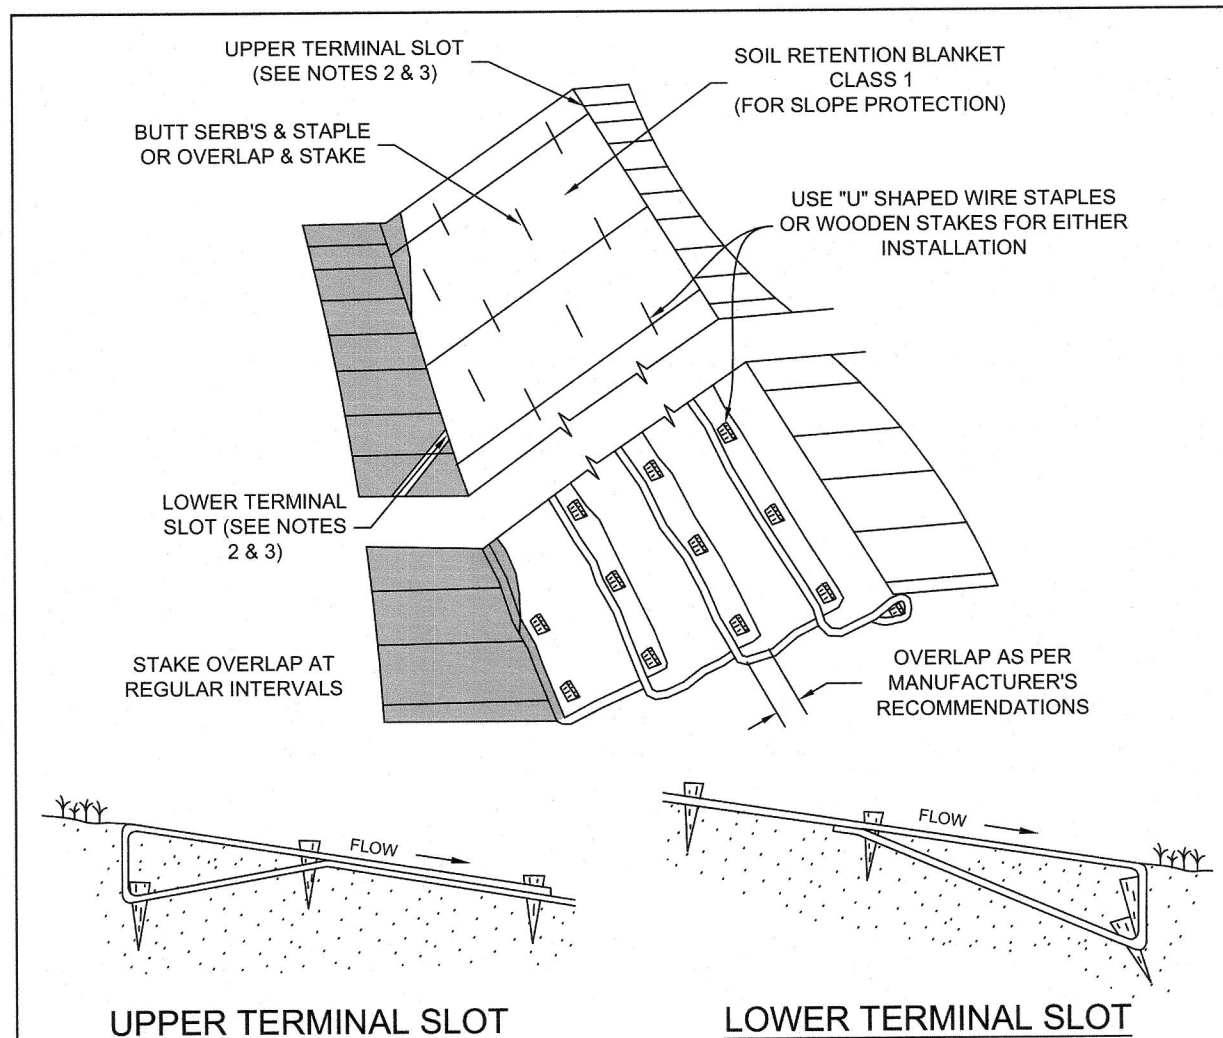 UPPER TERMINAL SLOT
(SEE NOTES 2 & 3)
SOIL RETENTION BLANKET
CLASS 1
(FOR SLOPE PROTECTION)
BUTT SERB'S & STAPLE
OR OVERLAP & STAKE
USE "U" SHAPED WIRE STAPLES
OR WOODEN STAKES FOR EITHER
INSTALLATION
LOWER TERMINAL
SLOT (SEE NOTES
2 & 3)
STAKE OVERLAP AT
REGULAR INTERVALS
OVERLAP AS PER
MANUFACTURER'S
RECOMMENDATIONS
FLOW
FLOW
UPPER TERMINAL SLOT
LOWER TERMINAL SLOT